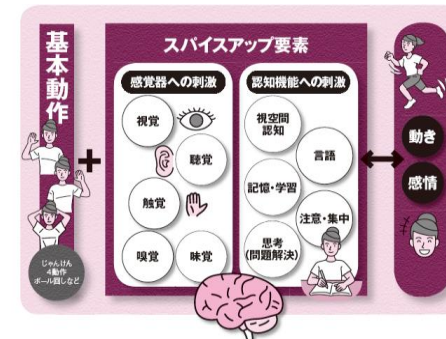 基本動作
じゃんけん
4動作
ボール回しなど
+
スパイスアップ要素
感覚器への刺激
視覚
聴覚
触覚
嗅覚
味覚
認知機能への刺激
視空間
認知
言語
記憶・学習
注意・集中
思考
(問題解決)
動き
感情